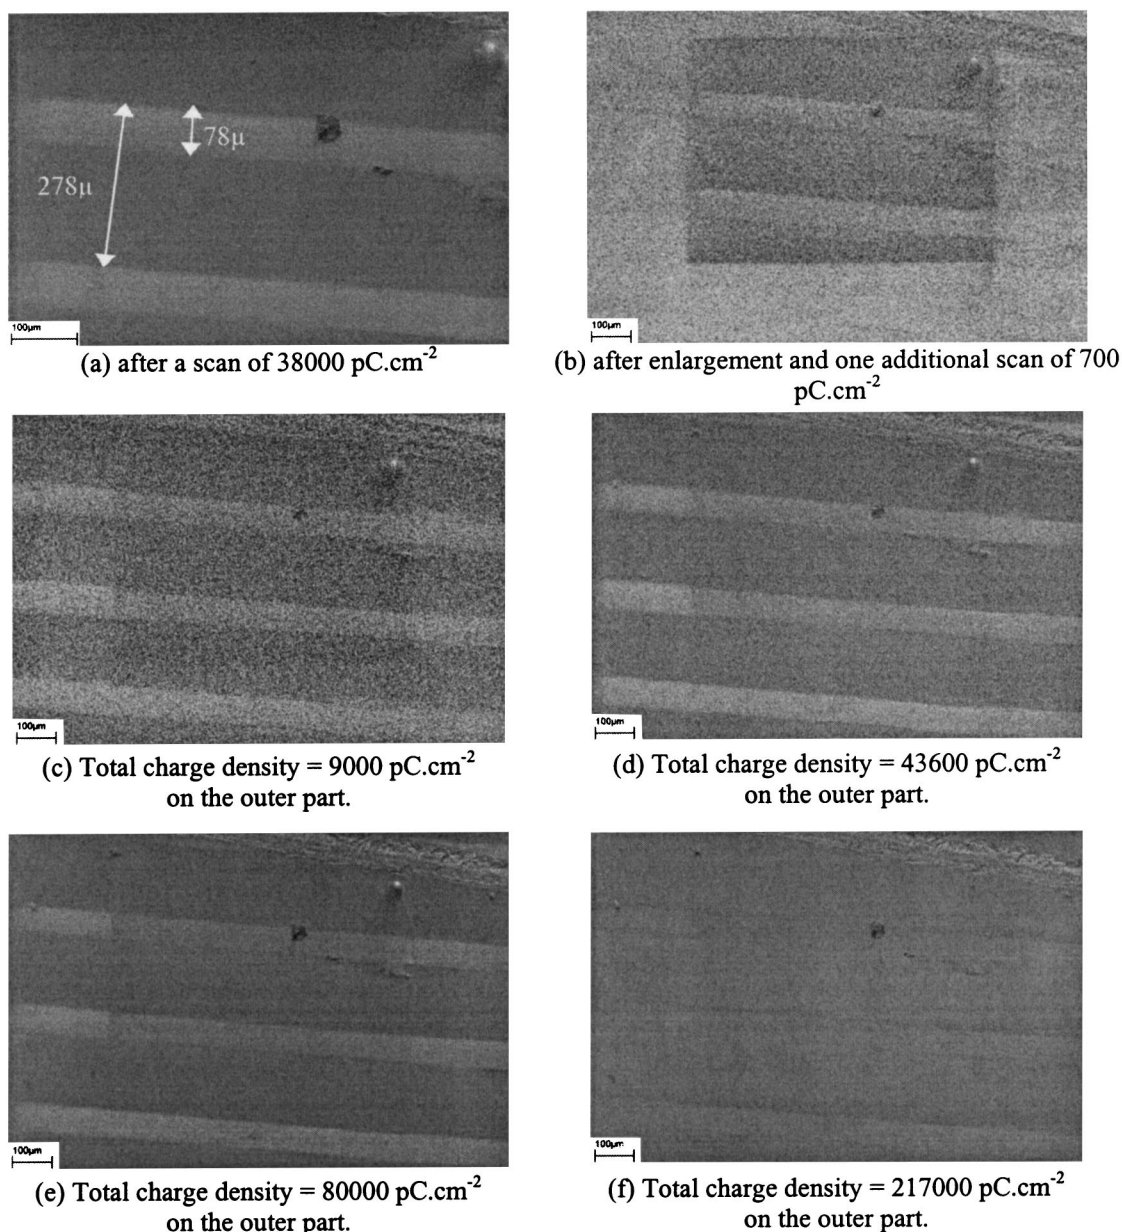 78µ
278µ
100µm
(a) after a scan of 38000 pC.cm-2
100µm
(b) after enlargement and one additional scan of 700
pC.cm-2
100µm
(c) Total charge density = 9000 pC.cm-2
on the outer part.
100µm
(d) Total charge density = 43600 pC.cm-2
on the outer part.
100µm
(e) Total charge density = 80000 pC.cm-2
on the outer part.
100µm
(f) Total charge density = 217000 pC.cm-2
on the outer part.